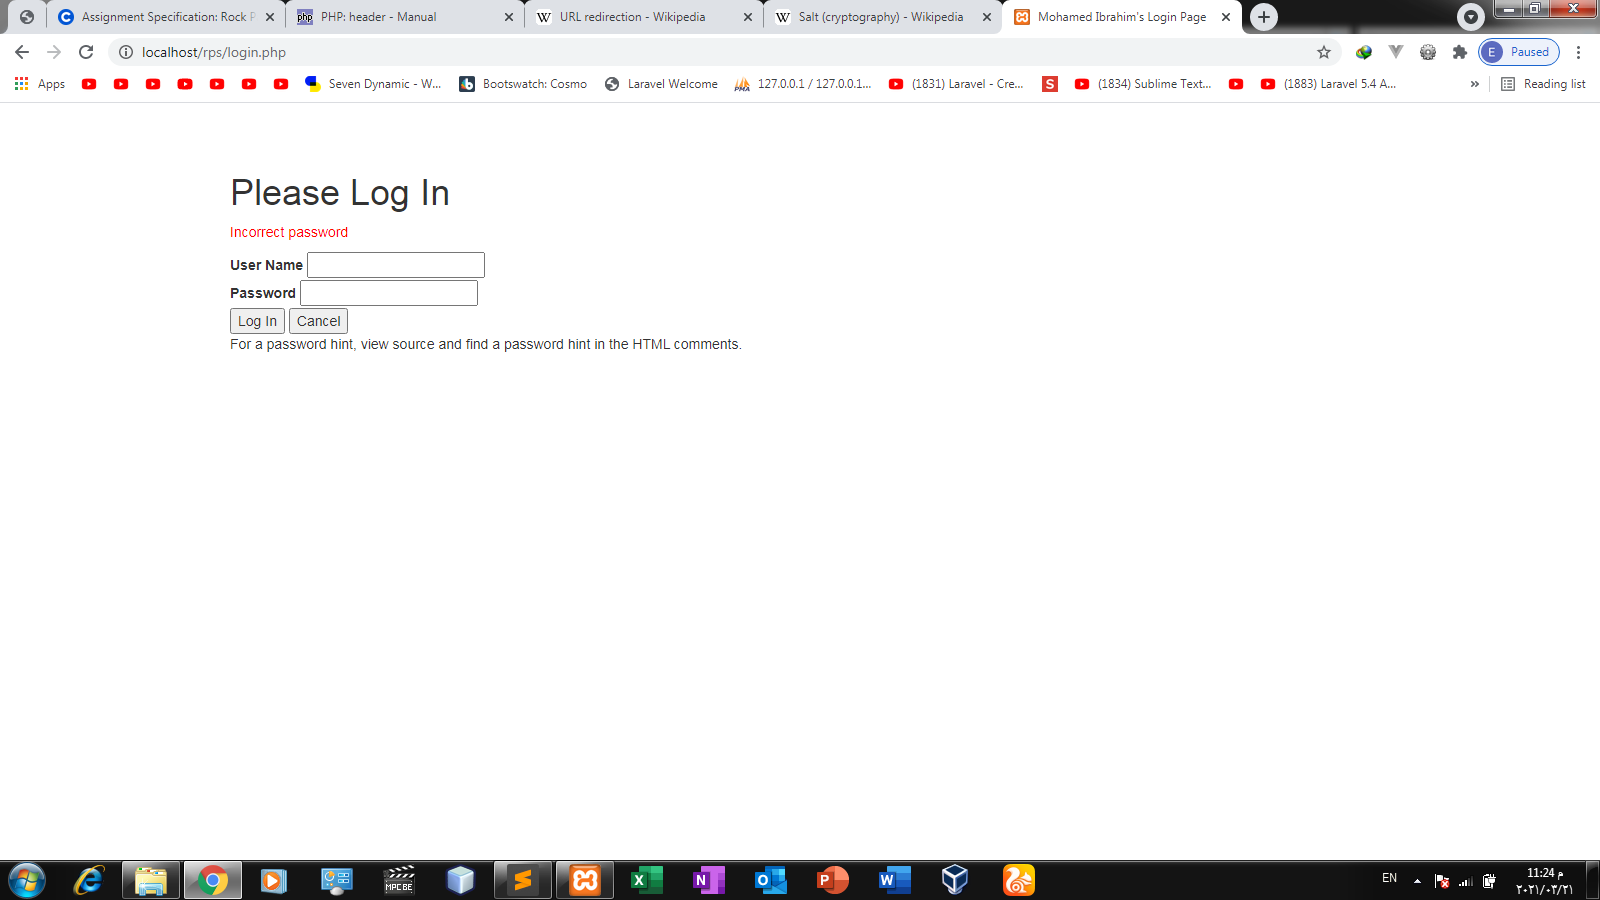 Assignment Specification: Rock P
PHP: header - Manual
URL redirection - Wikipedia
Salt (cryptography) - Wikipedia
Mohamed Ibrahim's Login Page
localhost/rps/login.php
E Paused
Apps
Seven Dynamic - W...
Bootswatch: Cosmo
Laravel Welcome
127.0.0.1 / 127.0.0.1...
(1831) Laravel - Cre...
(1834) Sublime Text...
(1883) Laravel 5.4 A...
»
Reading list
Please Log In
Incorrect password
User Name
Password
Log In Cancel
For a password hint, view source and find a password hint in the HTML comments.
EN
11:24 م
٢٠٢١/٠٣/٢١